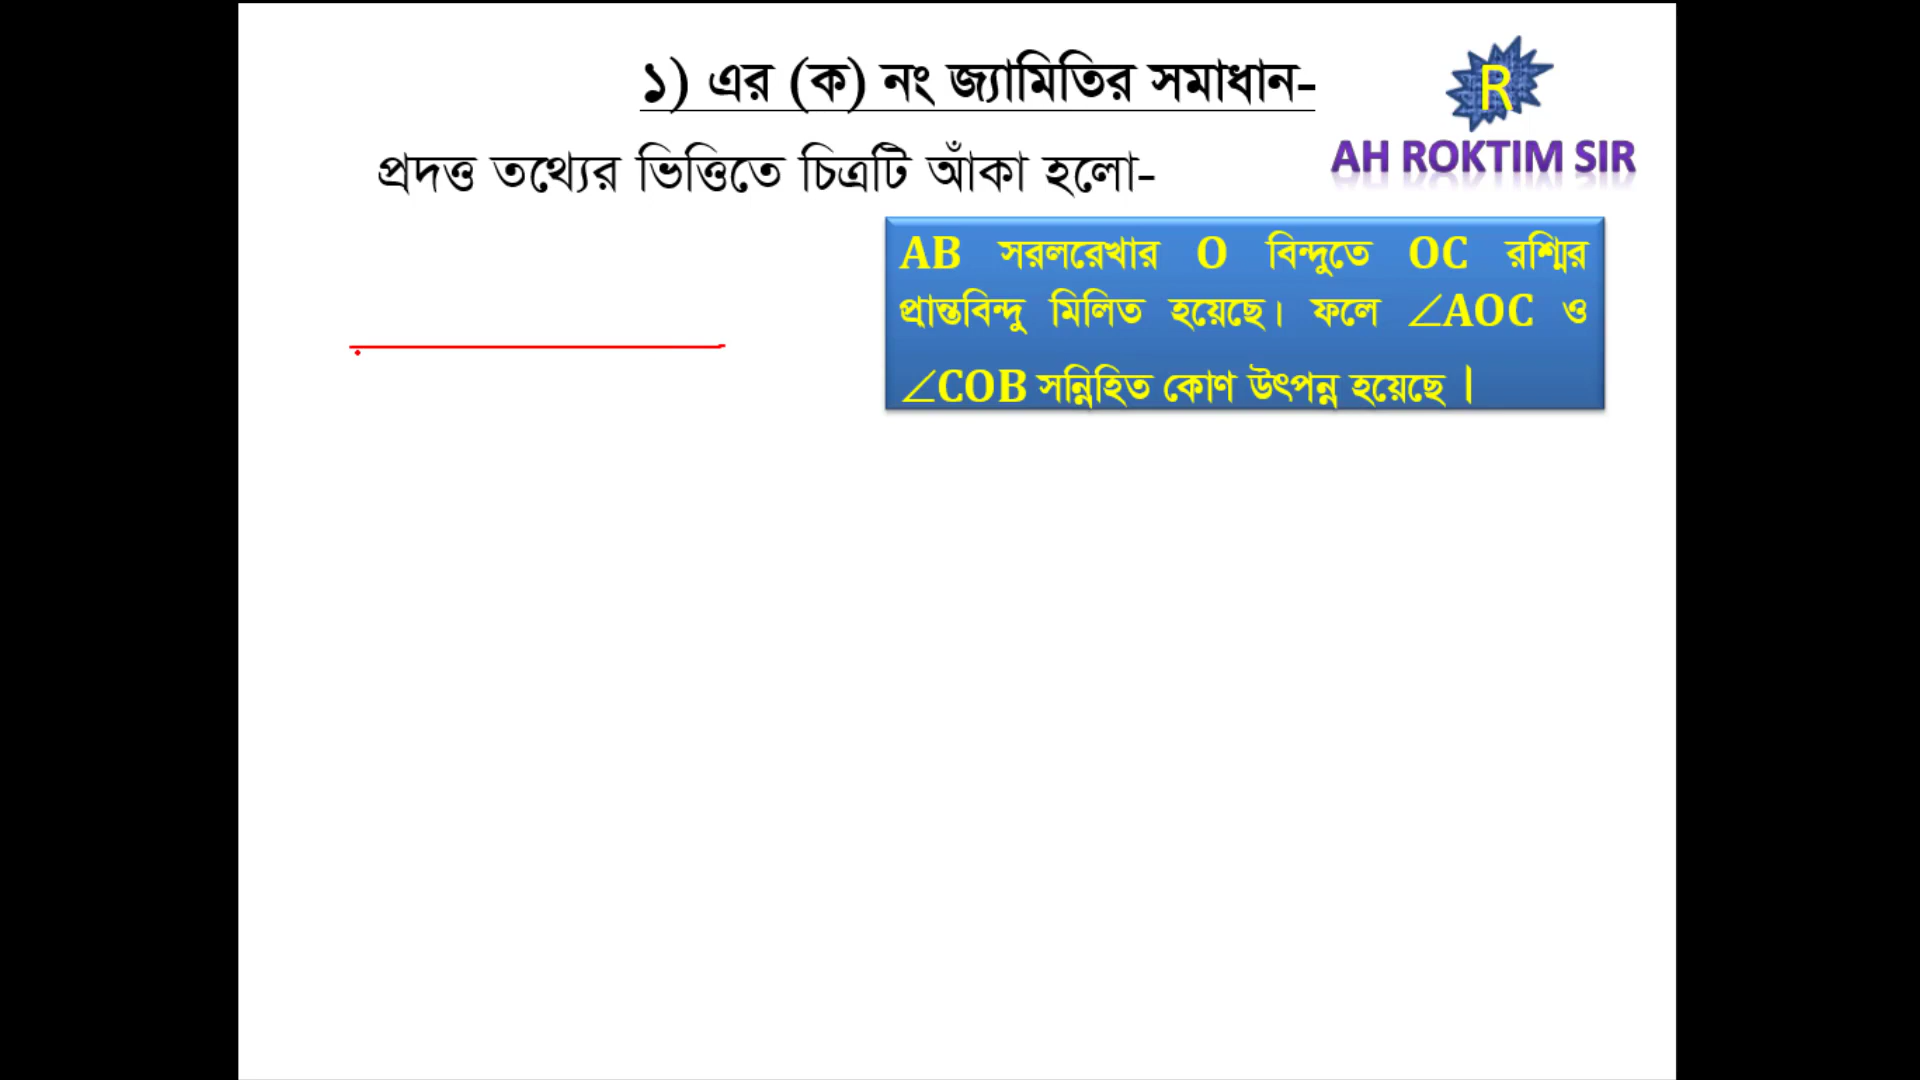 ১) এর (ক) নং জ্যামিতির সমাধান-
R
AH ROKTIM SIR
প্রদত্ত তথ্যের ভিত্তিতে চিত্রটি আঁকা হলো-
AB সরলরেখার O বিন্দুতে OC রশ্মির
প্রান্তবিন্দু মিলিত হয়েছে। ফলে ∠AOC ও
∠COB সন্নিহিত কোণ উৎপন্ন হয়েছে।